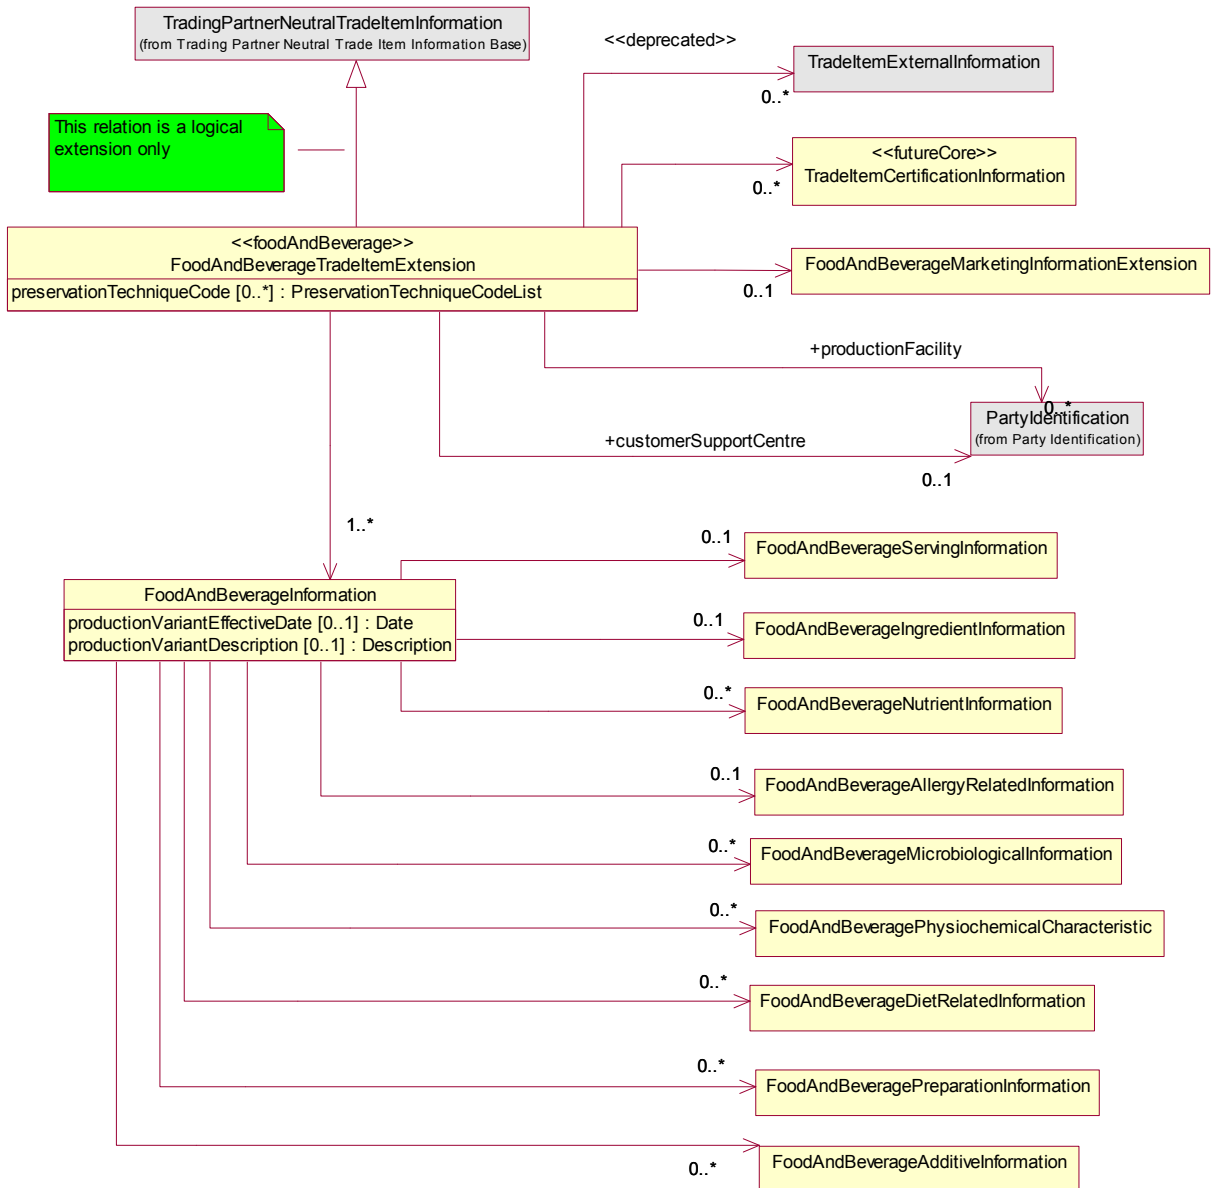 TradingPartnerNeutralTradeItemInformation
(from Trading Partner Neutral Trade Item Information Base)
<<deprecated>>
TradeItemExternalInformation
0..*
This relation is a logical
extension only
<<futureCore>>
TradeItemCertificationInformation
0..*
<<foodAndBeverage>>
FoodAndBeverageTradeItemExtension
preservationTechniqueCode [0..*] : PreservationTechniqueCodeList
FoodAndBeverageMarketingInformationExtension
0..1
+productionFacility
0..*
PartyIdentification
(from Party Identification)
+customerSupportCentre
0..1
1..*
FoodAndBeverageInformation
productionVariantEffectiveDate [0..1] : Date
productionVariantDescription [0..1] : Description
0..1
FoodAndBeverageServingInformation
0..1
FoodAndBeverageIngredientInformation
0..*
FoodAndBeverageNutrientInformation
0..1
FoodAndBeverageAllergyRelatedInformation
0..*
FoodAndBeverageMicrobiologicalInformation
0..*
FoodAndBeveragePhysiochemicalCharacteristic
0..*
FoodAndBeverageDietRelatedInformation
0..*
FoodAndBeveragePreparationInformation
0..*
FoodAndBeverageAdditiveInformation